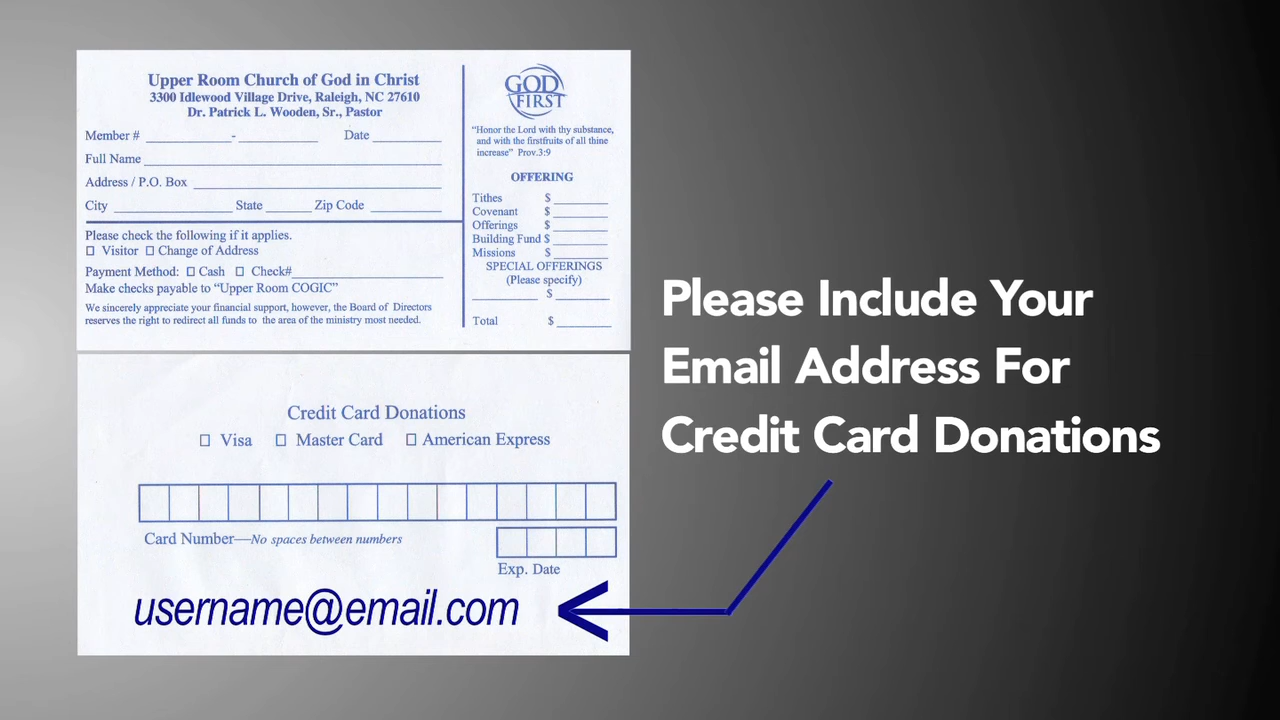 Upper Room Church of God in Christ
3300 Idlewood Village Drive, Raleigh, NC 27610
Dr. Patrick L. Wooden, Sr., Pastor
Member # - Date
Full Name
Address / P.O. Box
City State Zip Code
Please check the following if it applies.
Visitor Change of Address
Payment Method: Cash Check#
Make checks payable to “Upper Room COGIC”
We sincerely appreciate your financial support, however, the Board of Directors
reserves the right to redirect all funds to the area of the ministry most needed.
GOD
FIRST
“Honor the Lord with thy substance,
and with the firstfruits of all thine
increase” Prov.3:9
OFFERING
Tithes $
Covenant $
Offerings $
Building Fund $
Missions $
SPECIAL OFFERINGS
(Please specify)
$
Total $
Credit Card Donations
Visa Master Card American Express
Card Number—No spaces between numbers
Exp. Date
username@email.com
Please Include Your
Email Address For
Credit Card Donations